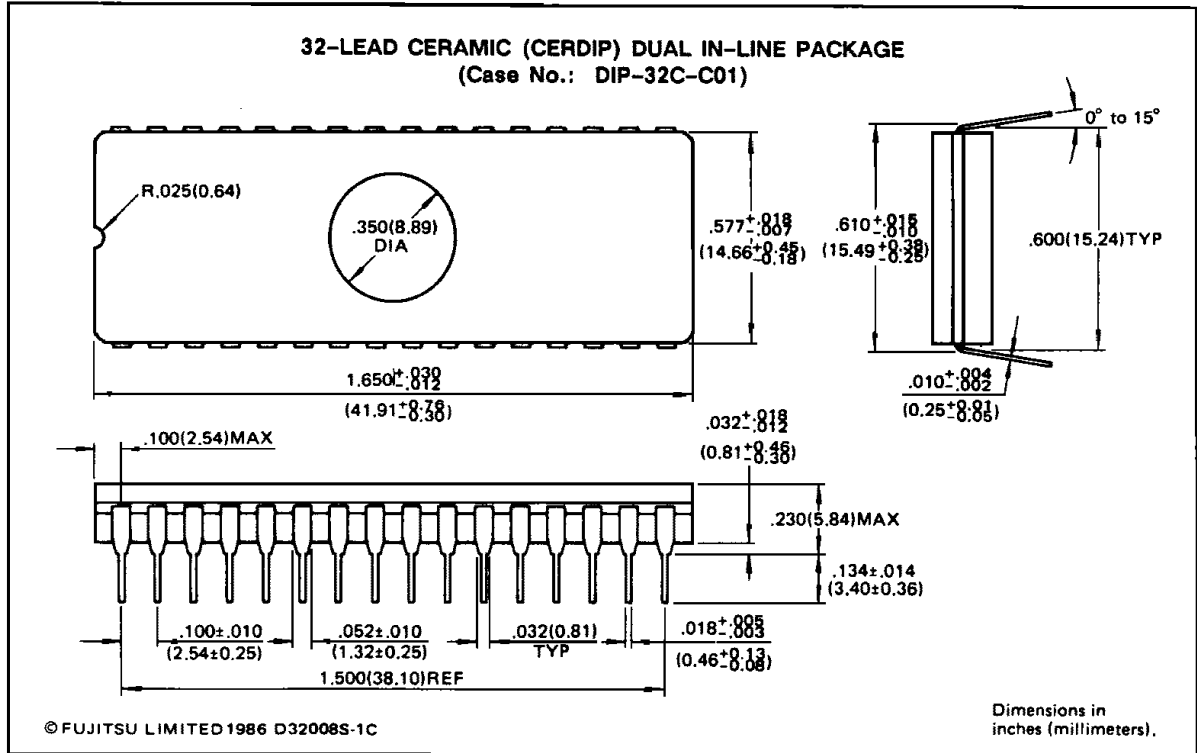 32-LEAD CERAMIC (CERDIP) DUAL IN-LINE PACKAGE
(Case No.: DIP-32C-C01)
0° to 15°
R.025(0.64)
.350(8.89)
DIA
.577+.018
-.007
(14.66+0.45
-0.18)
.610+.015
-.010
(15.49+0.38
-0.25)
.600(15.24)TYP
1.650+.030
-.012
(41.91+0.76
-0.30)
.010+.004
-.002
(0.25+0.01
-0.05)
.032+.018
-.012
(0.81+0.46
-0.30)
.100(2.54)MAX
.230(5.84)MAX
.134±.014
(3.40±0.36)
.100±.010
(2.54±0.25)
.052±.010
(1.32±0.25)
.032(0.81)
TYP
.018+.005
-.003
(0.46+0.13
-0.08)
1.500(38.10)REF
©FUJITSU LIMITED 1986 D32008S-1C
Dimensions in
inches (millimeters).